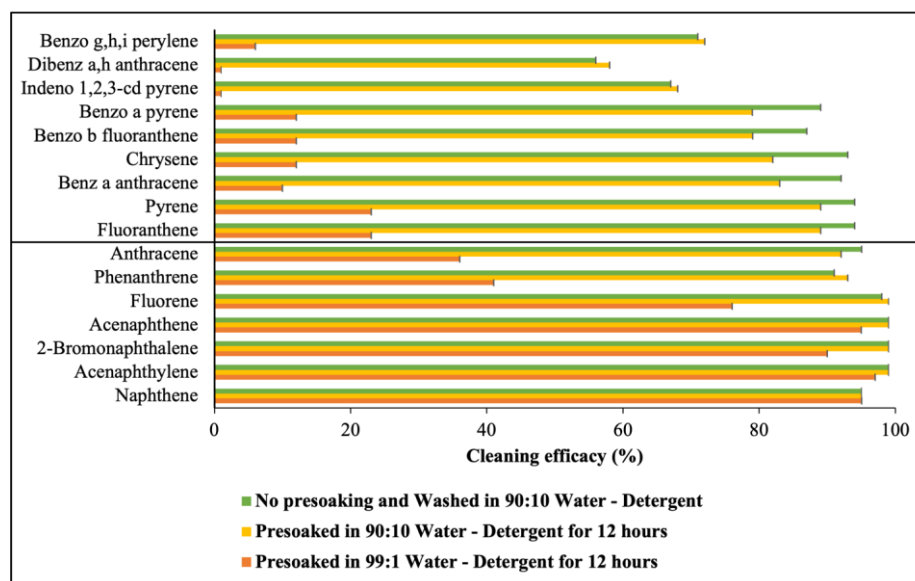 Benzo g,h,i perylene
Dibenz a,h anthracene
Indeno 1,2,3-cd pyrene
Benzo a pyrene
Benzo b fluoranthene
Chrysene
Benz a anthracene
Pyrene
Fluoranthene
Anthracene
Phenanthrene
Fluorene
Acenaphthene
2-Bromonaphthalene
Acenaphthylene
Naphthene
0 20 40 60 80 100
Cleaning efficacy (%)
No presoaking and Washed in 90:10 Water - Detergent
Presoaked in 90:10 Water - Detergent for 12 hours
Presoaked in 99:1 Water - Detergent for 12 hours